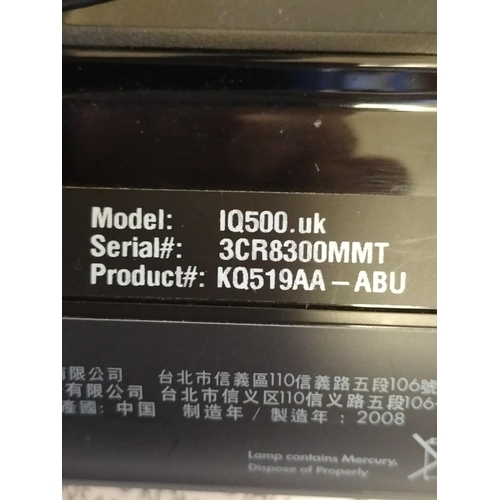 Model: IQ500.uk
Serial#: 3CR8300MMT
Product#: KQ519AA-ABU
有限公司 台北市信義區110信義路五段106號
有限公司 台北市信义区110信义路五段106
產國: 中国 制造年 / 製造年 : 2008
Lamp contains Mercury,
Dispose of Properly.